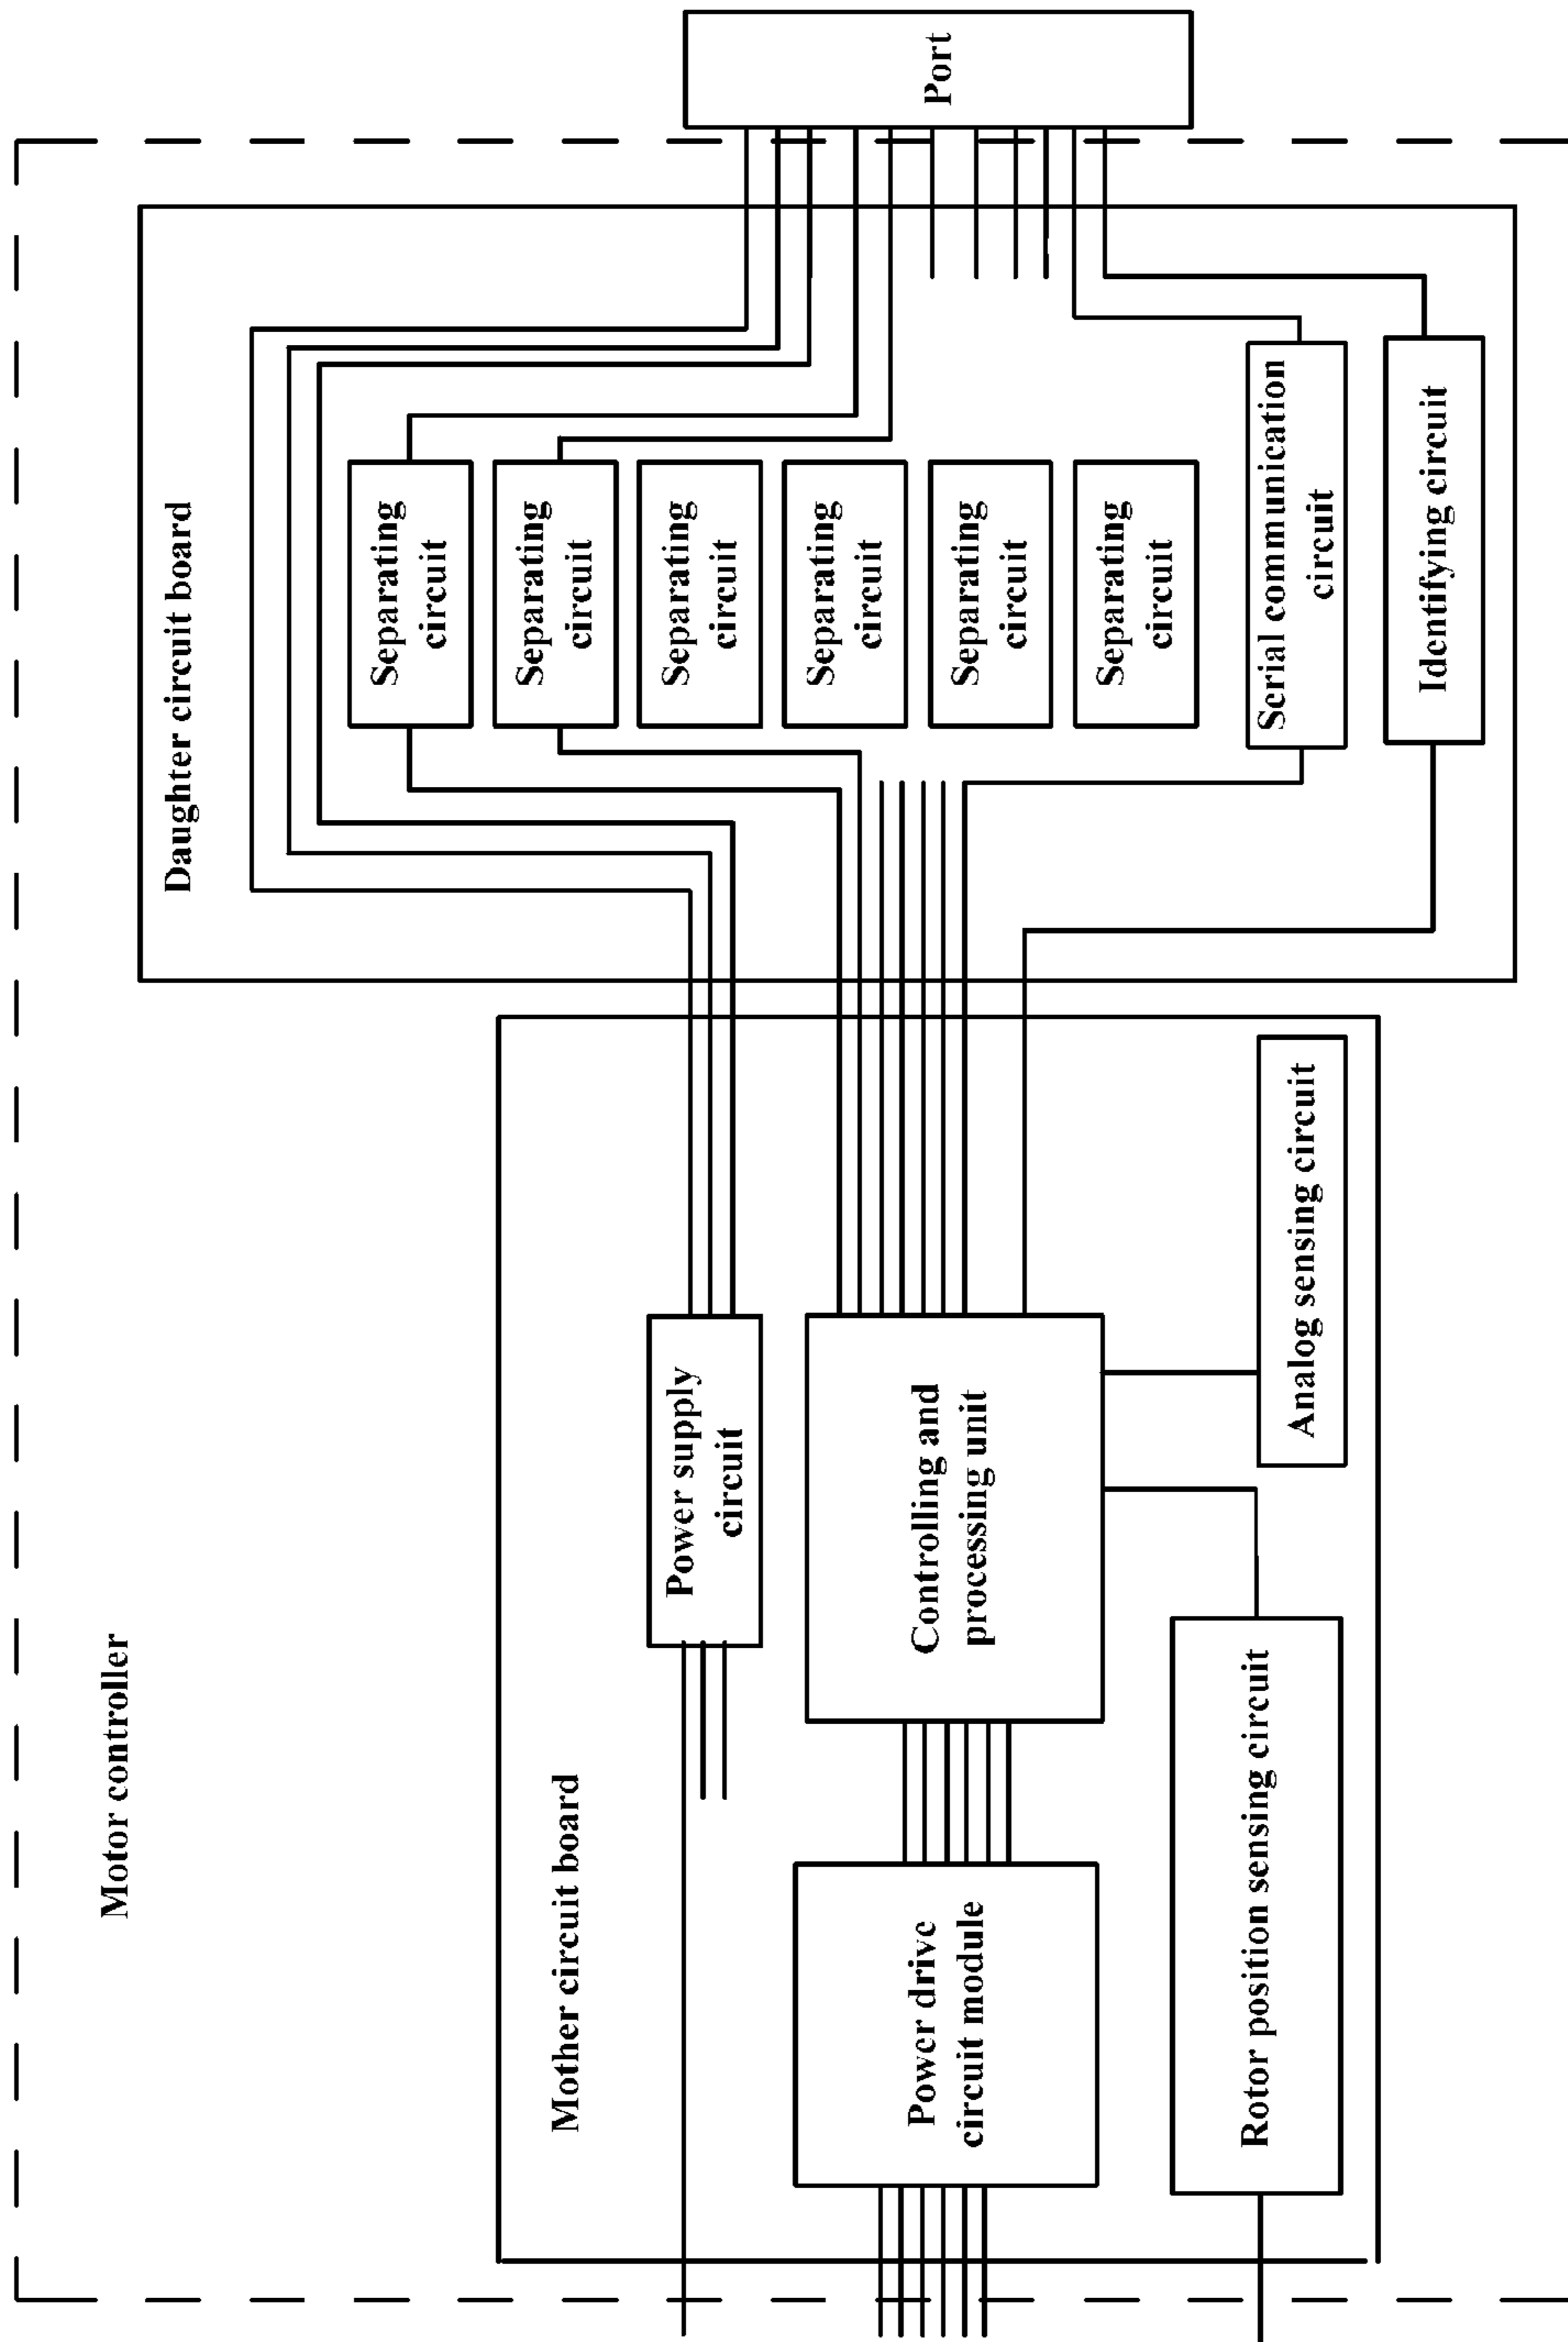 Motor controller
Mother circuit board
Daughter circuit board
Power supply
circuit
Power drive
circuit module
Controlling and
processing unit
Rotor position sensing circuit
Analog sensing circuit
Separating
circuit
Separating
circuit
Separating
circuit
Separating
circuit
Separating
circuit
Separating
circuit
Serial communication
circuit
Identifying circuit
Port